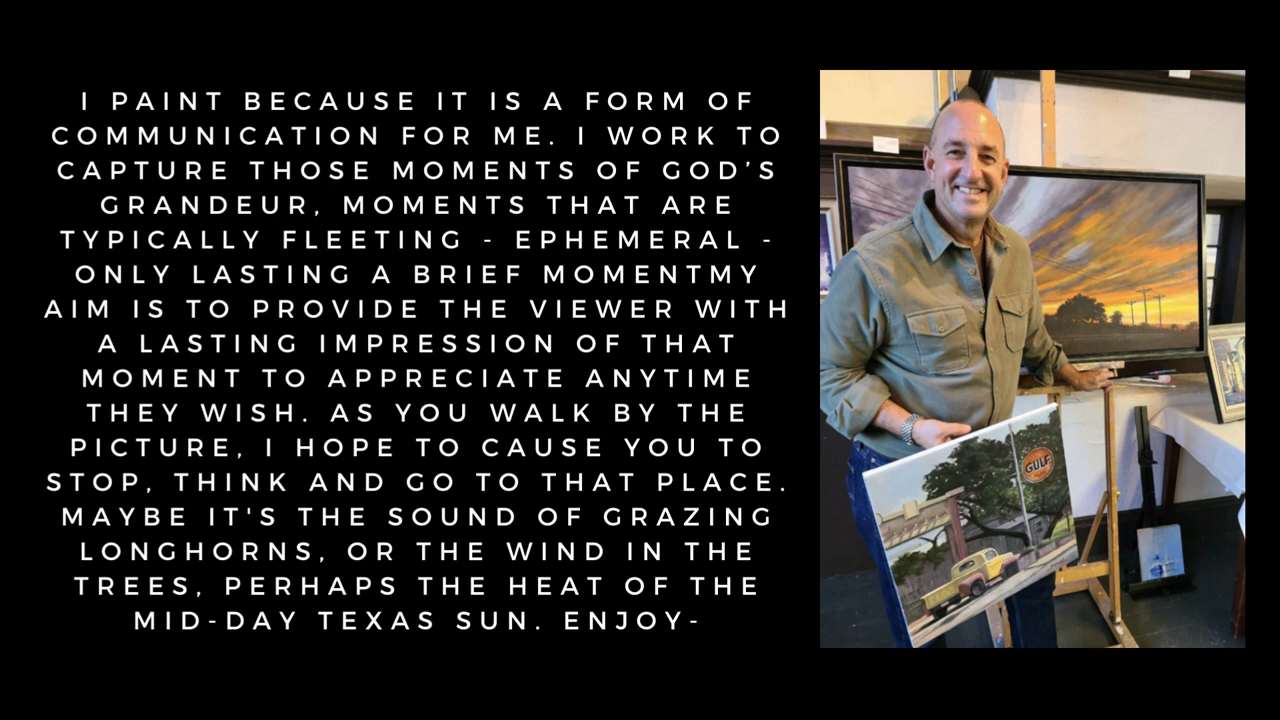 I PAINT BECAUSE IT IS A FORM OF
COMMUNICATION FOR ME. I WORK TO
CAPTURE THOSE MOMENTS OF GOD’S
GRANDEUR, MOMENTS THAT ARE
TYPICALLY FLEETING - EPHEMERAL -
ONLY LASTING A BRIEF MOMENTMY
AIM IS TO PROVIDE THE VIEWER WITH
A LASTING IMPRESSION OF THAT
MOMENT TO APPRECIATE ANYTIME
THEY WISH. AS YOU WALK BY THE
PICTURE, I HOPE TO CAUSE YOU TO
STOP, THINK AND GO TO THAT PLACE.
MAYBE IT'S THE SOUND OF GRAZING
LONGHORNS, OR THE WIND IN THE
TREES, PERHAPS THE HEAT OF THE
MID-DAY TEXAS SUN. ENJOY-
GULF